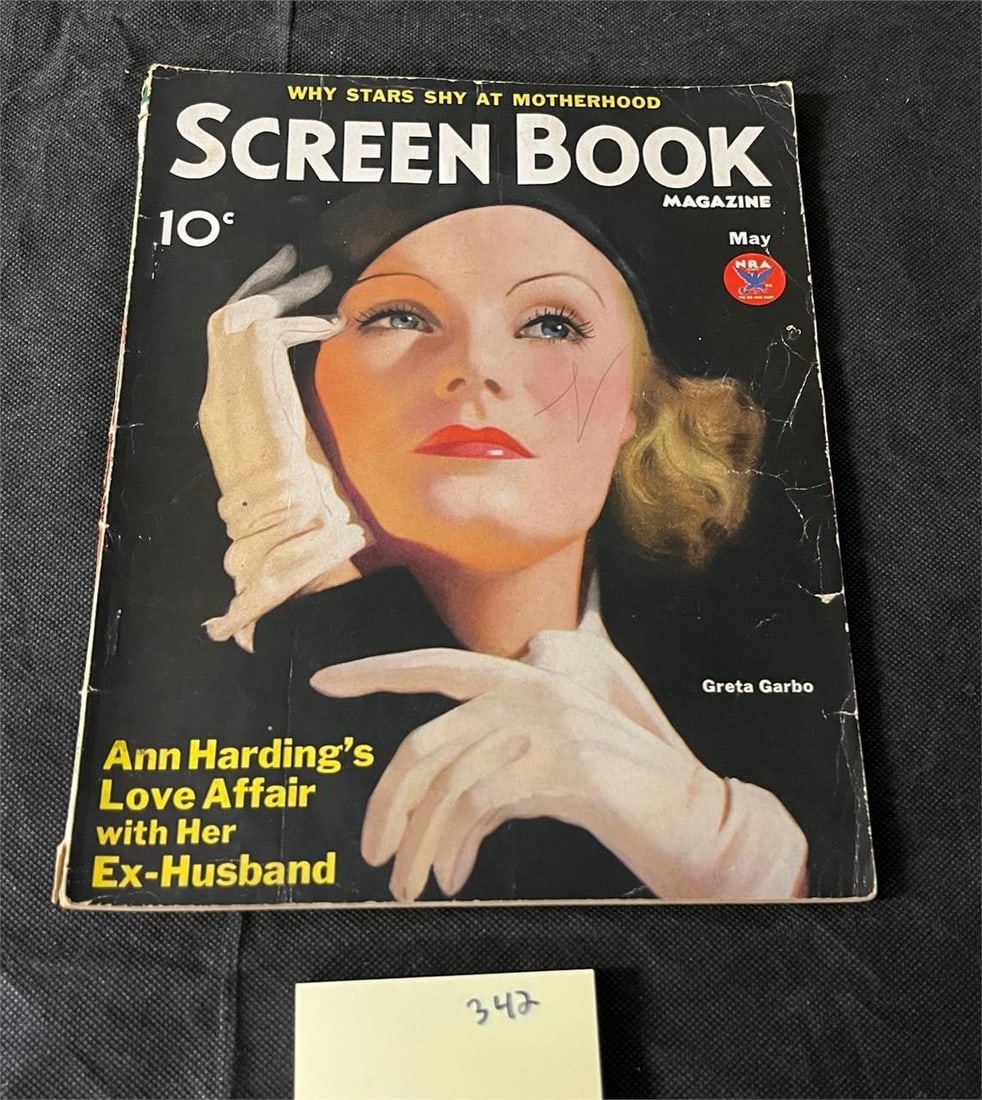 WHY STARS SHY AT MOTHERHOOD
SCREEN BOOK
MAGAZINE
10c
May
NRA
Greta Garbo
Ann Harding's
Love Affair
with Her
Ex-Husband
342